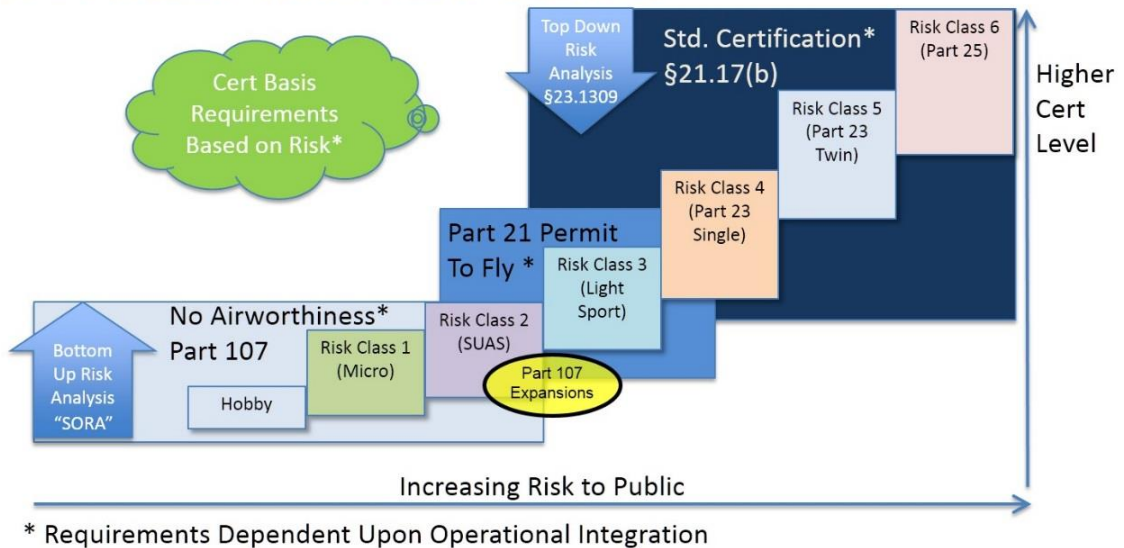 Cert Basis
Requirements
Based on Risk*
Top Down
Risk
Analysis
§23.1309
Std. Certification*
§21.17(b)
Risk Class 6
(Part 25)
Higher
Cert
Level
Risk Class 5
(Part 23
Twin)
Risk Class 4
(Part 23
Single)
Part 21 Permit
To Fly *
Risk Class 3
(Light
Sport)
No Airworthiness*
Part 107
Risk Class 2
(SUAS)
Risk Class 1
(Micro)
Hobby
Bottom
Up Risk
Analysis
“SORA”
Part 107
Expansions
Increasing Risk to Public
* Requirements Dependent Upon Operational Integration